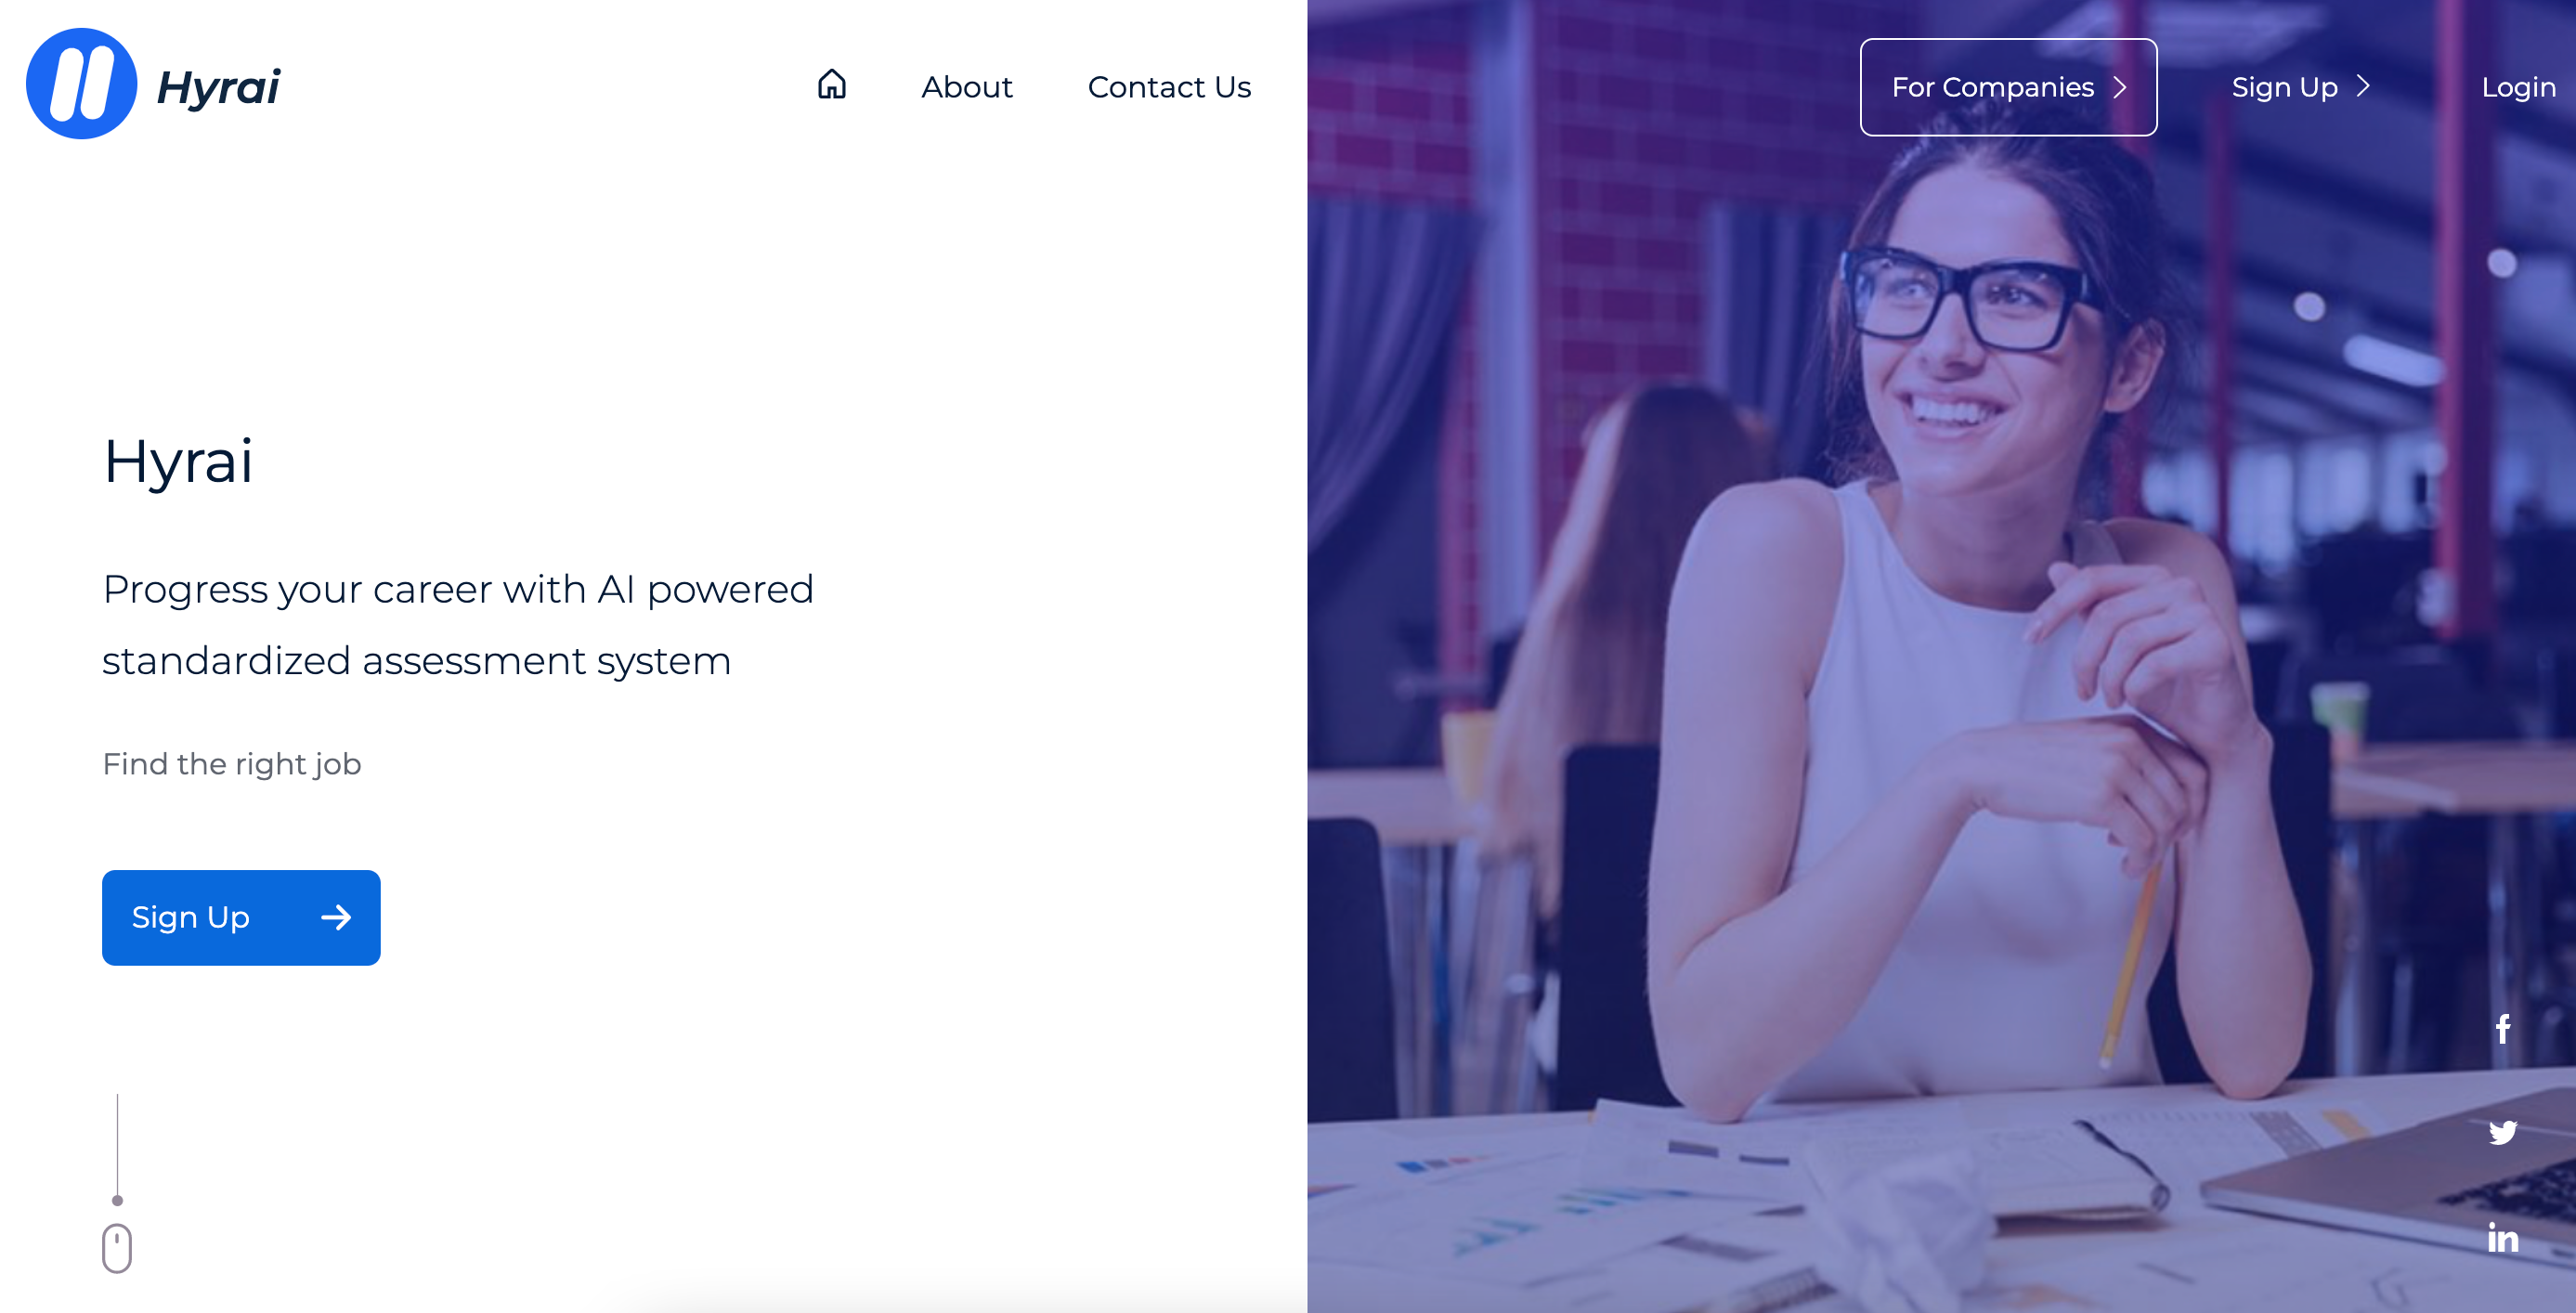 Hyrai
About
Contact Us
For Companies
Sign Up
Login
Hyrai
Progress your career with AI powered
standardized assessment system
Find the right job
Sign Up